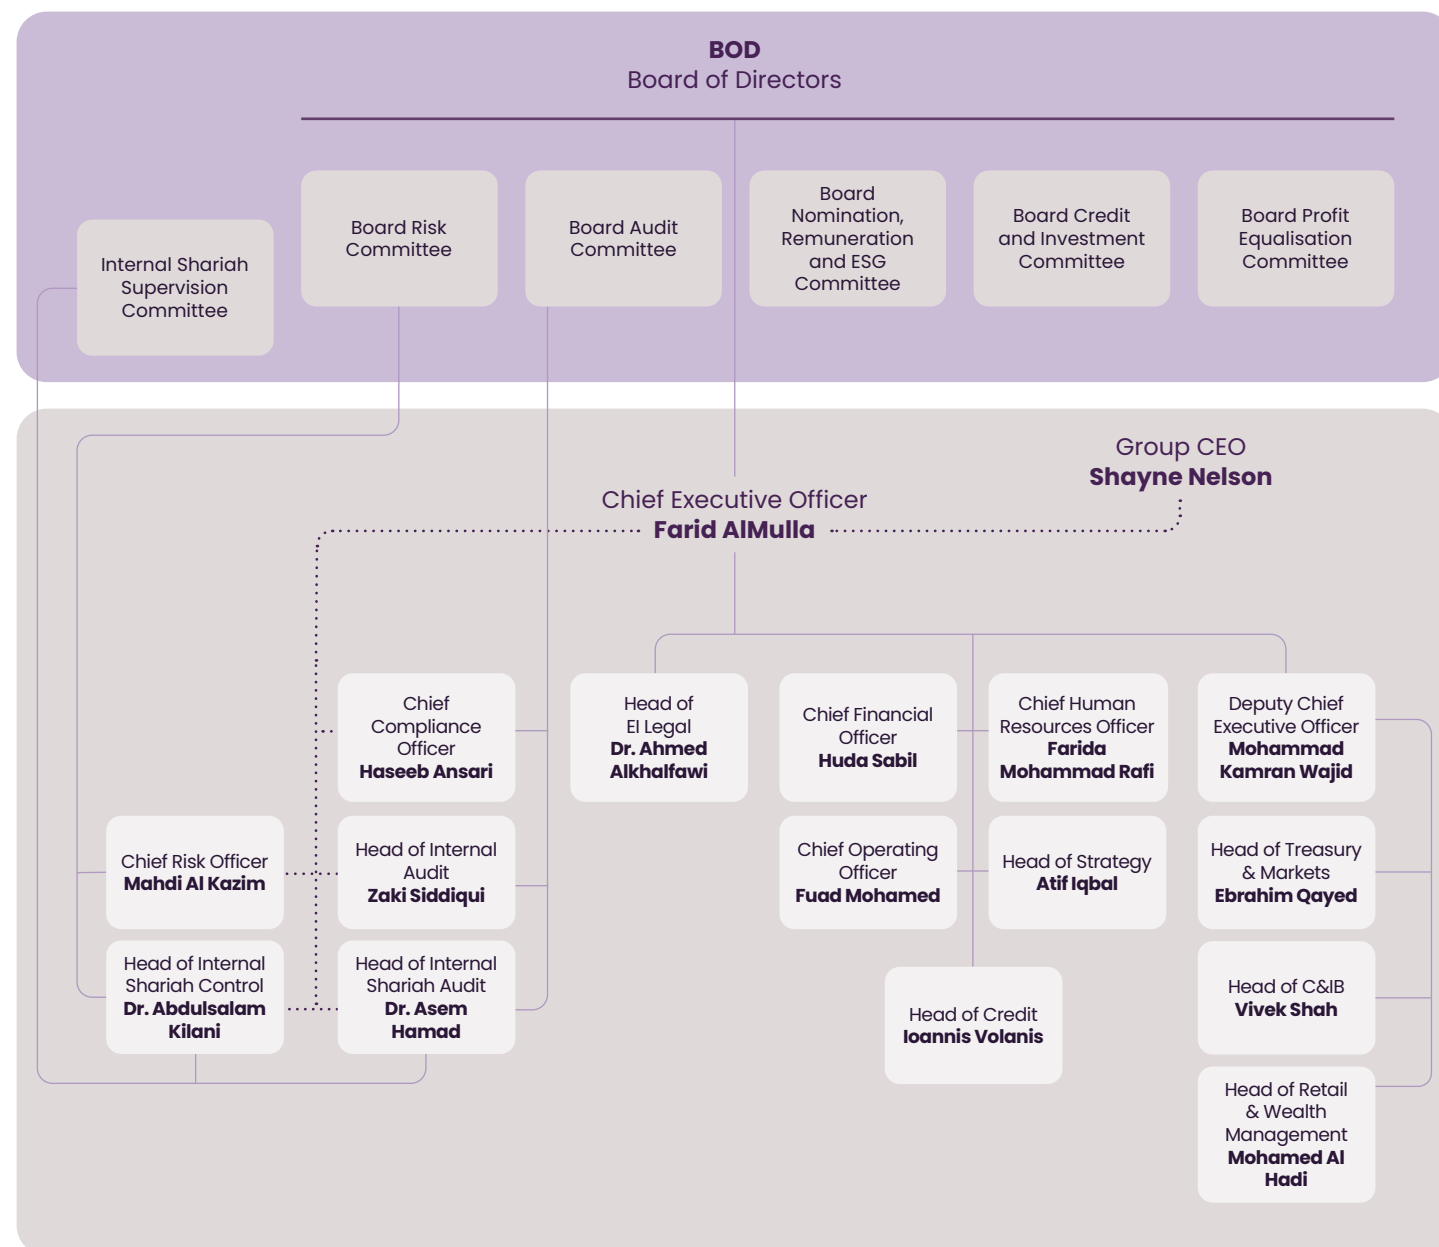 BOD
Board of Directors
Internal Shariah
Supervision
Committee
Board Risk
Committee
Board Audit
Committee
Board
Nomination,
Remuneration
and ESG
Committee
Board Credit
and Investment
Committee
Board Profit
Equalisation
Committee
Group CEO
Shayne Nelson
Chief Executive Officer
Farid AlMulla
Chief
Compliance
Officer
Haseeb Ansari
Head of
EI Legal
Dr. Ahmed
Alkhalfawi
Chief Financial
Officer
Huda Sabil
Chief Human
Resources Officer
Farida
Mohammad Rafi
Deputy Chief
Executive Officer
Mohammad
Kamran Wajid
Chief Risk Officer
Mahdi Al Kazim
Head of Internal
Audit
Zaki Siddiqui
Chief Operating
Officer
Fuad Mohamed
Head of Strategy
Atif Iqbal
Head of Treasury
& Markets
Ebrahim Qayed
Head of Internal
Shariah Control
Dr. Abdulsalam
Kilani
Head of Internal
Shariah Audit
Dr. Asem
Hamad
Head of Credit
Ioannis Volanis
Head of C&IB
Vivek Shah
Head of Retail
& Wealth
Management
Mohamed Al
Hadi